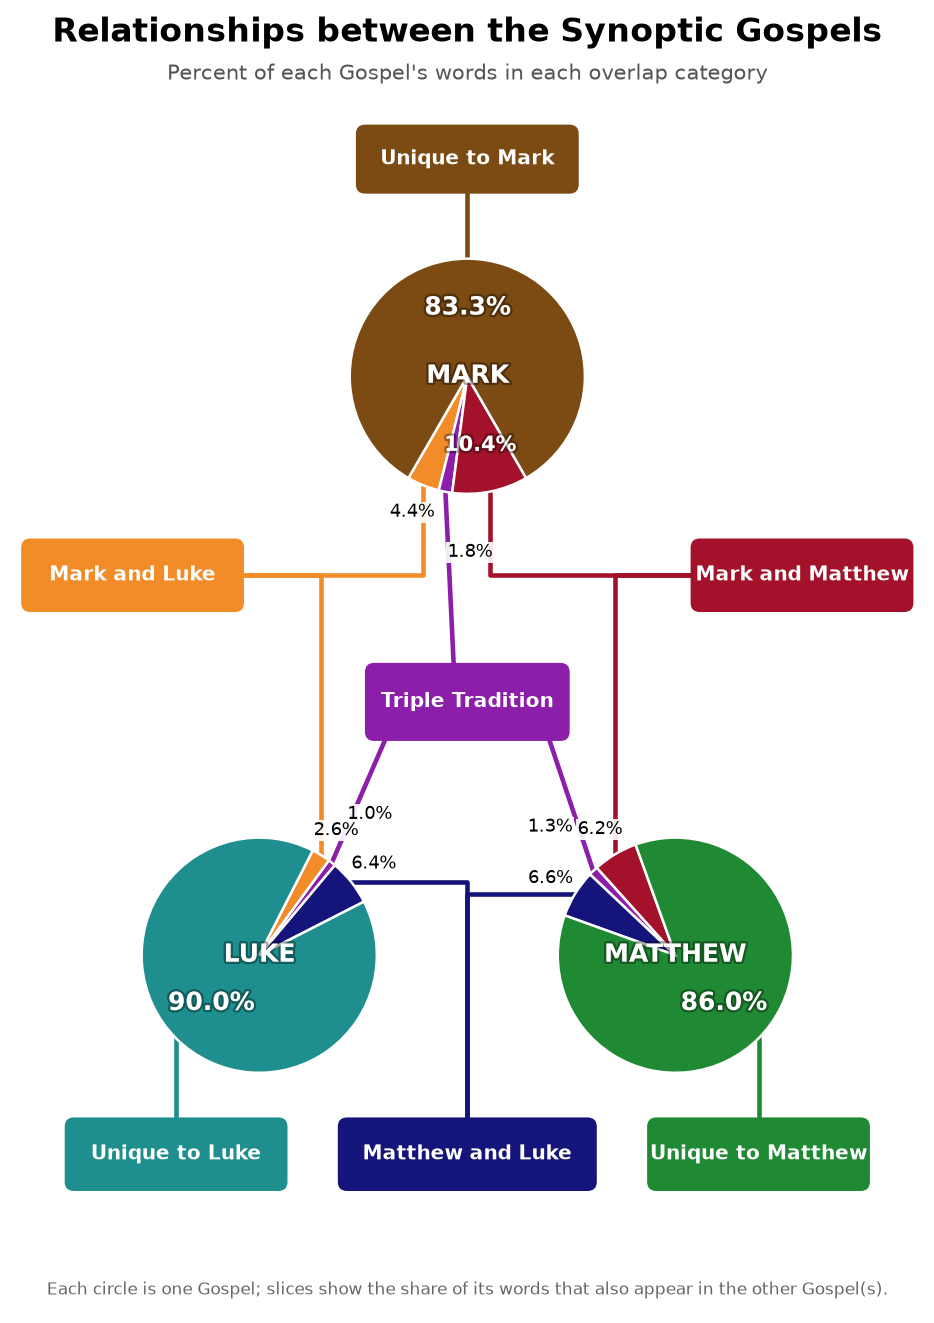 Relationships between the Synoptic Gospels
Percent of each Gospel's words in each overlap category
Unique to Mark
83.3%
MARK
10.4%
4.4%
1.8%
Mark and Luke
Mark and Matthew
Triple Tradition
1.0%
2.6%
1.3%
6.2%
6.4%
6.6%
LUKE
MATTHEW
90.0%
86.0%
Unique to Luke
Matthew and Luke
Unique to Matthew
Each circle is one Gospel; slices show the share of its words that also appear in the other Gospel(s).